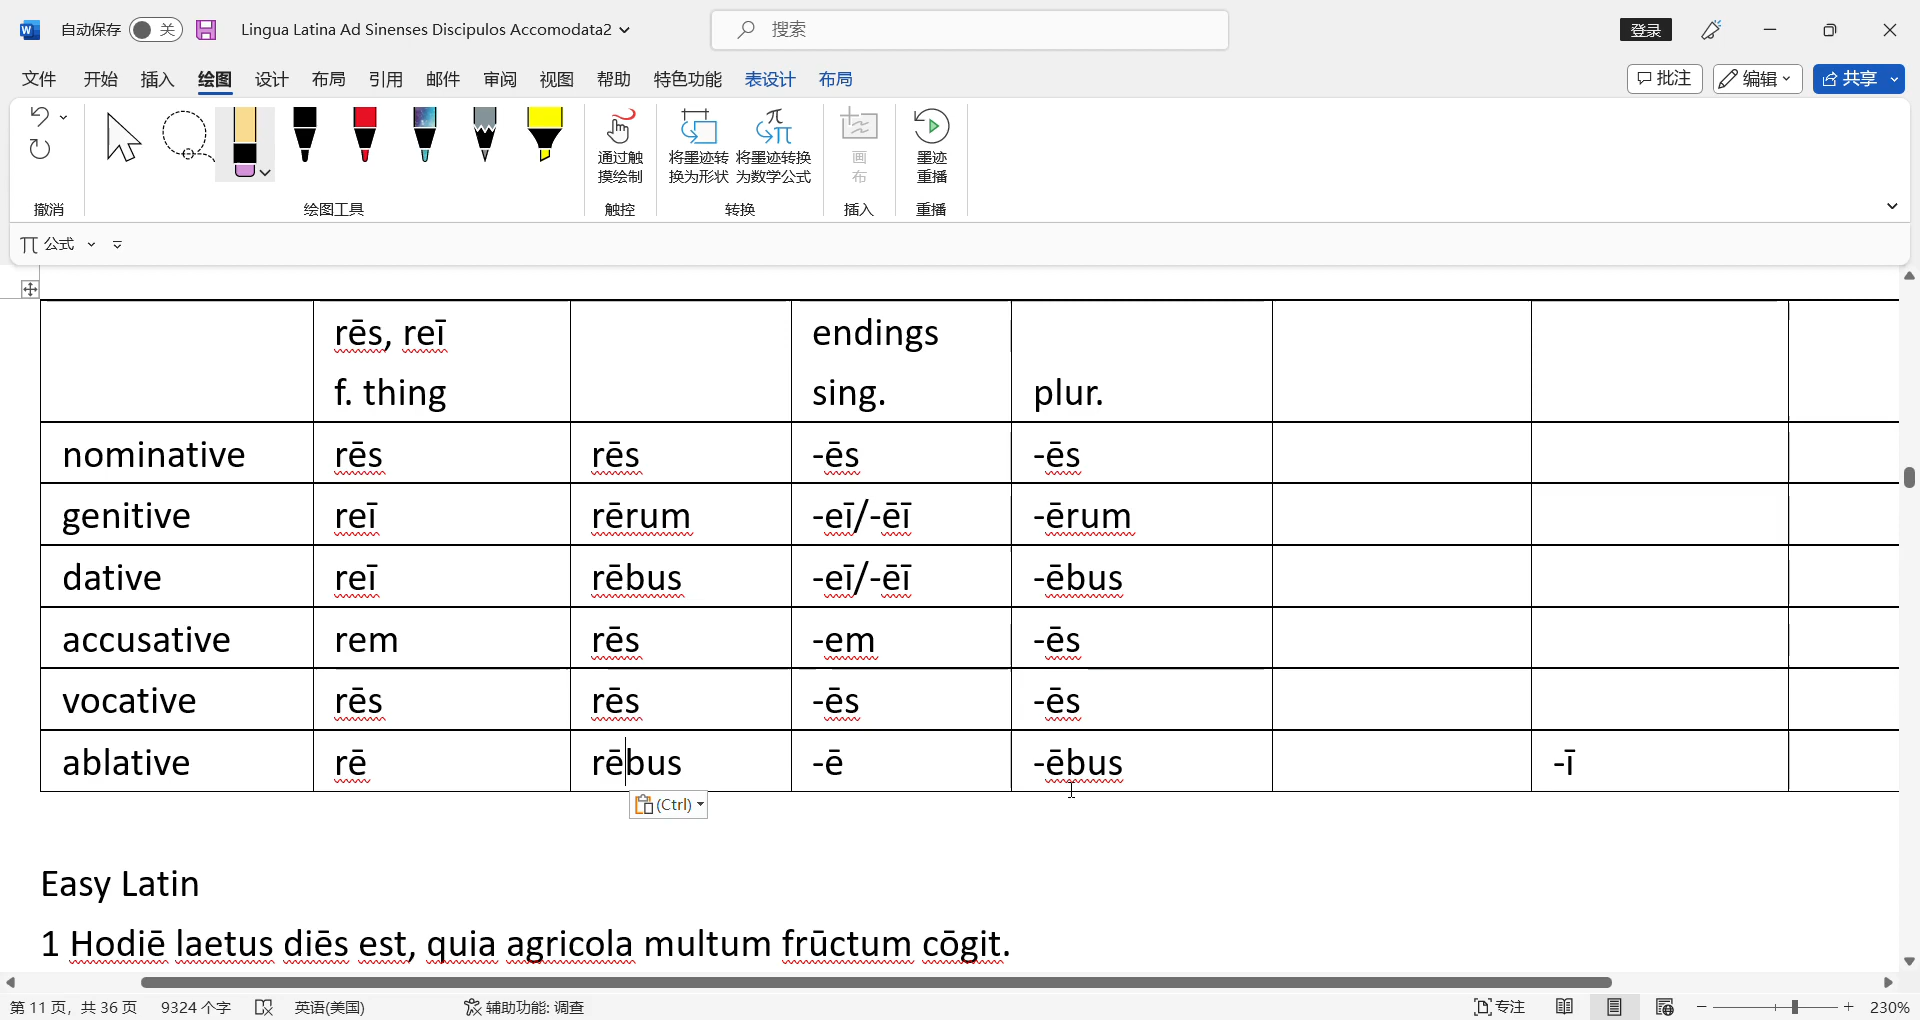 自动保存 关 Lingua Latina Ad Sinenses Discipulos Accomodata2 搜索 登录
文件 开始 插入 绘图 设计 布局 引用 邮件 审阅 视图 帮助 特色功能 表设计 布局 批注 编辑 共享
通过触摸绘制 将墨迹转换为形状 将墨迹转换为数学公式 画布 墨迹重播
撤消 绘图工具 触控 转换 插入 重播
公式
rēs, reī endings
f. thing sing. plur.
nominative rēs rēs -ēs -ēs
genitive reī rērum -eī/-ēī -ērum
dative reī rēbus -eī/-ēī -ēbus
accusative rem rēs -em -ēs
vocative rēs rēs -ēs -ēs
ablative rē rēbus -ē -ēbus -ī
(Ctrl)
Easy Latin
1 Hodiē laetus diēs est, quia agricola multum frūctum cōgit.
第 11 页，共 36 页 9324 个字 英语(美国) 辅助功能: 调查 专注 230%